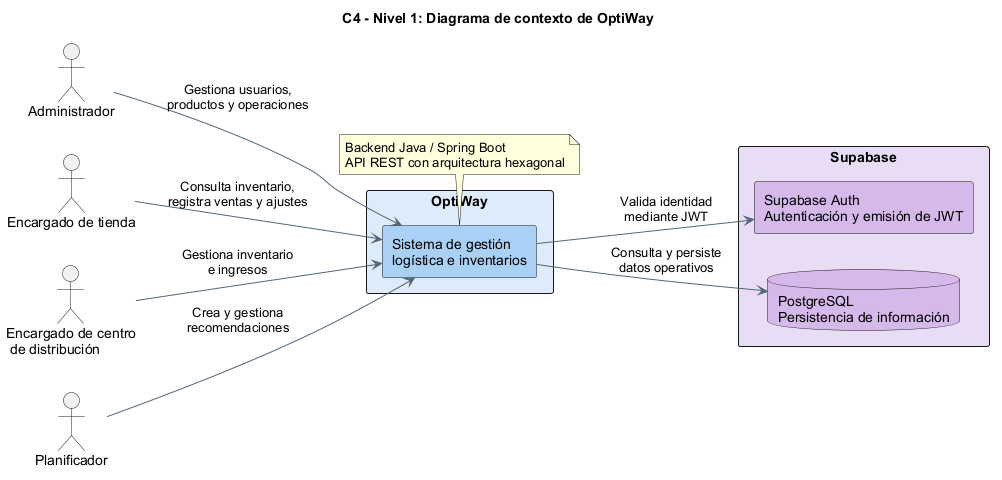 C4 - Nivel 1: Diagrama de contexto de OptiWay
Administrador
Gestiona usuarios,
productos y operaciones
Backend Java / Spring Boot
API REST con arquitectura hexagonal
Supabase
Encargado de tienda
Consulta inventario,
registra ventas y ajustes
OptiWay
Sistema de gestión
logística e inventarios
Valida identidad
mediante JWT
Supabase Auth
Autenticación y emisión de JWT
Encargado de centro
de distribución
Gestiona inventario
e ingresos
Consulta y persiste
datos operativos
PostgreSQL
Persistencia de información
Planificador
Crea y gestiona
recomendaciones